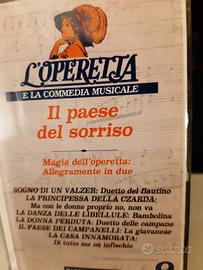 L'OPERETTA
E LA COMMEDIA MUSICALE
Il paese
del sorriso
Magia dell'operetta:
Allegramente in due
SOGNO DI UN VALZER: Duetto del flautino
LA PRINCIPESSA DELLA CZARDA:
Ma con le donne proprio no, non va
LA DANZA DELLE LIBELLULE: Bambolina
LA DONNA PERDUTA: Duetto delle campane
IL PAESE DEI CAMPANELLI: La giavanese
LA CASA INNAMORATA:
Di tutto me ne infischio
subito